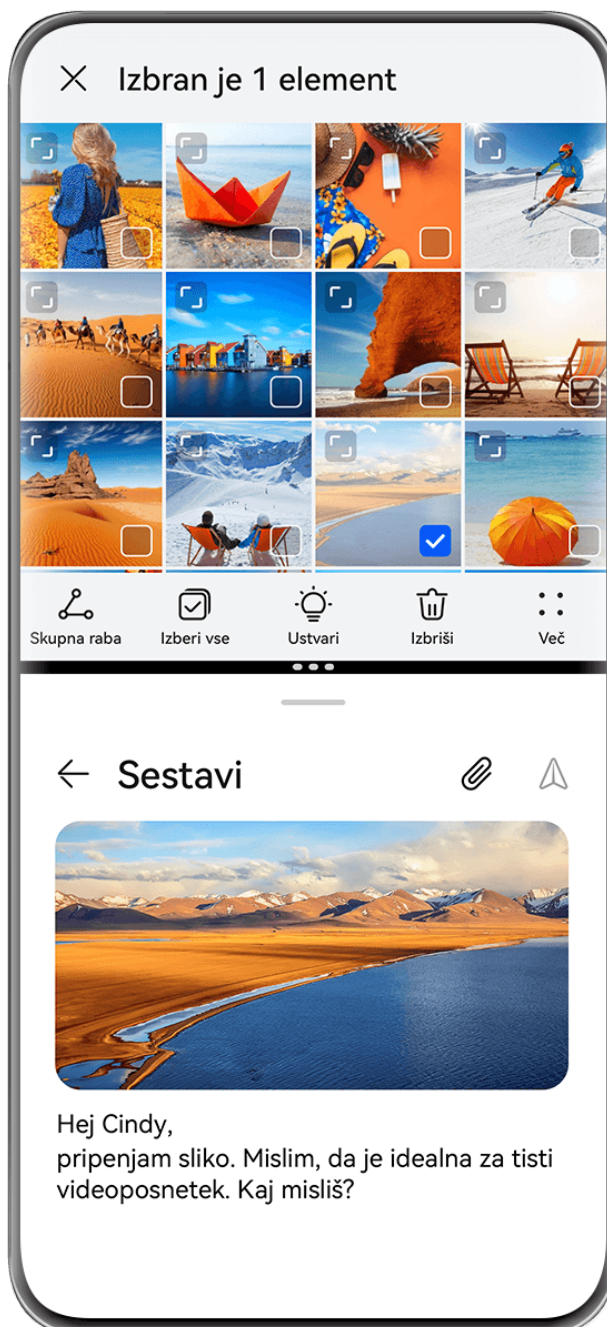 Izbran je 1 element
Skupna raba
Izberi vse
Ustvari
Izbriši
Več
Sestavi
Hej Cindy,
pripenjam sliko. Mislim, da je idealna za tisti
videoposnetek. Kaj misliš?